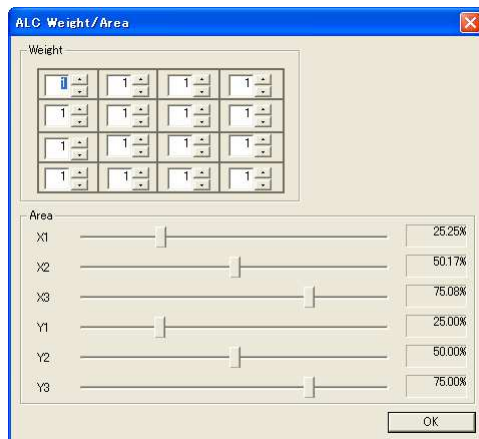 ALC Weight/Area
Weight
1 1 1 1
1 1 1 1
1 1 1 1
1 1 1 1
Area
X1 25.25%
X2 50.17%
X3 75.08%
Y1 25.00%
Y2 50.00%
Y3 75.00%
OK